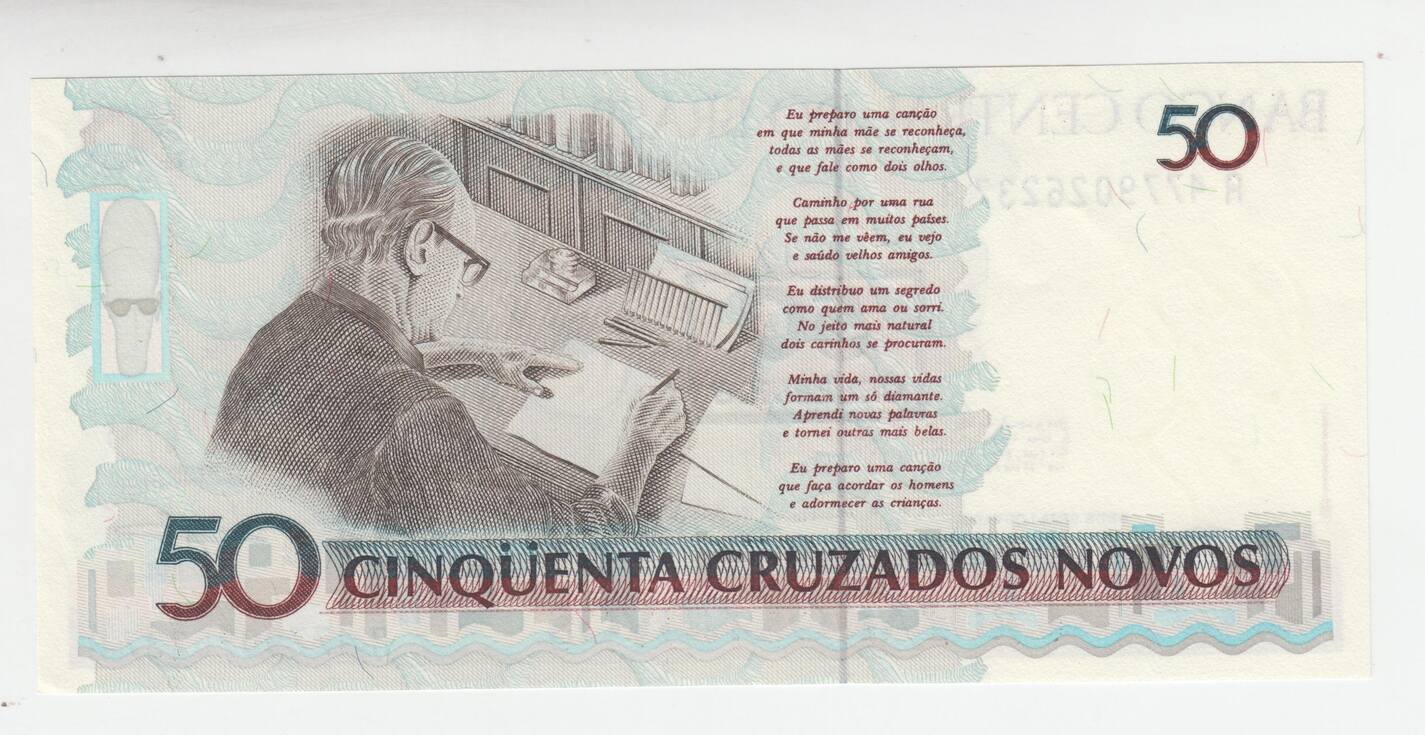 Eu preparo uma canção
em que minha mãe se reconheça,
todas as mães se reconheçam,
e que fale como dois olhos.
Caminho por uma rua
que passa em muitos países.
Se não me vêem, eu vejo
e saúdo velhos amigos.
Eu distribuo um segredo
como quem ama ou sorri.
No jeito mais natural
dois carinhos se procuram.
Minha vida, nossas vidas
formam um só diamante.
Aprendi novas palavras
e tornei outras mais belas.
Eu preparo uma canção
que faça acordar os homens
e adormecer as crianças.
50
50 CINQÜENTA CRUZADOS NOVOS